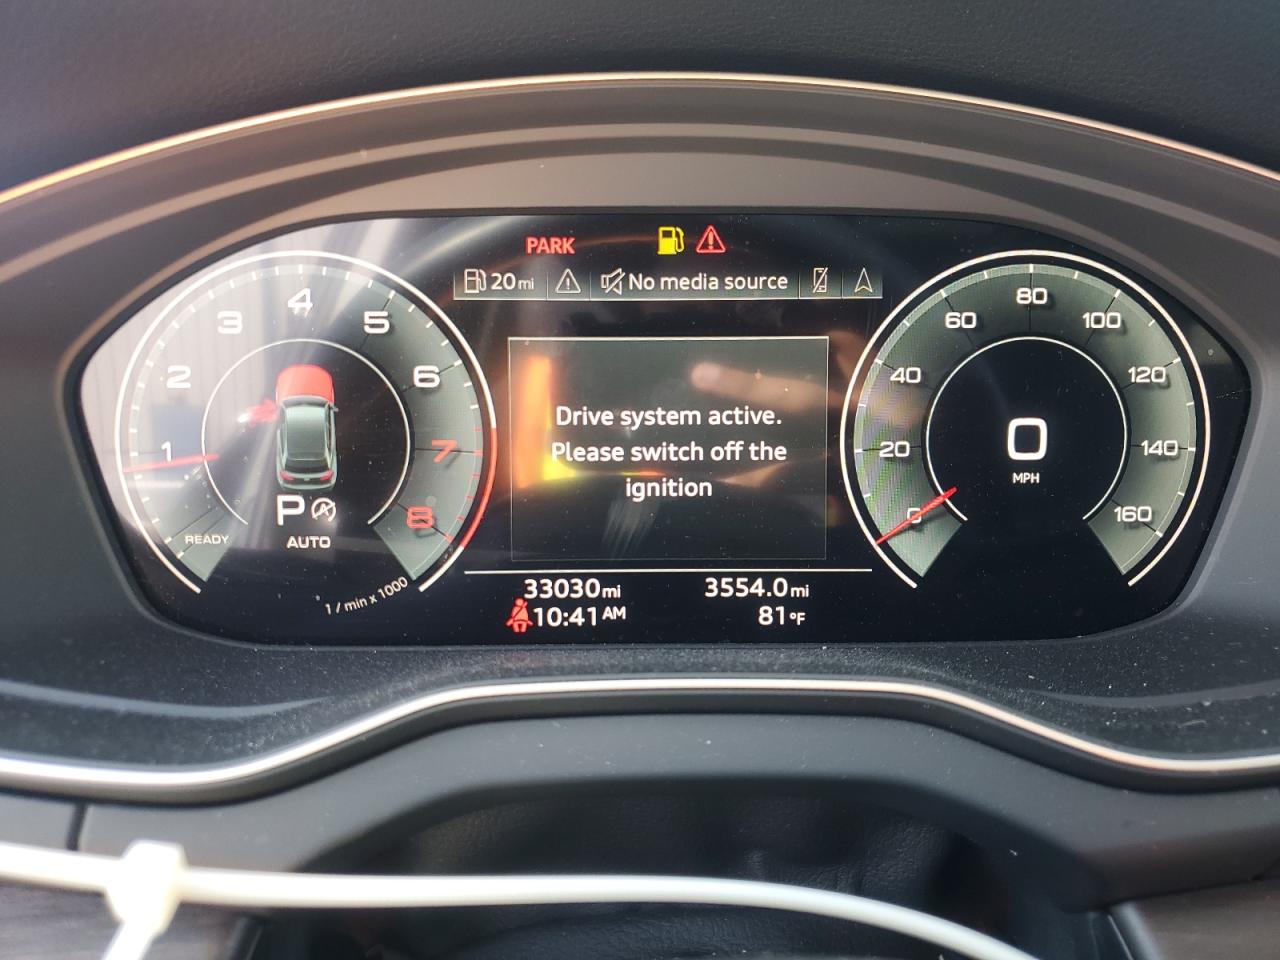 PARK
20 mi
No media source
1
2
3
4
5
6
7
8
READY
P
AUTO
1 / min x 1000
Drive system active.
Please switch off the
ignition
0
20
40
60
80
100
120
140
160
0
MPH
33030 mi
3554.0 mi
10:41 AM
81 °F